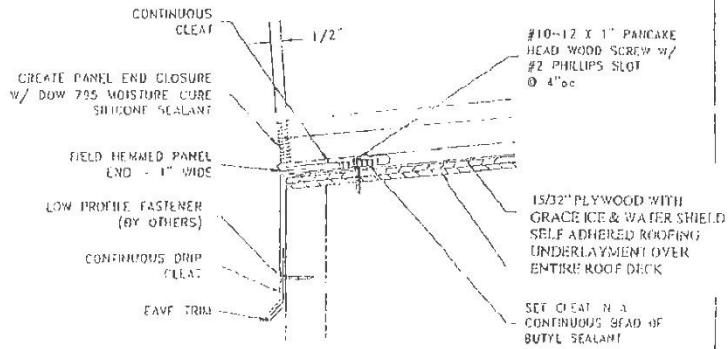 CONTINUOUS
CLEAT
1/2"
#10-12 X 1" PANCAKE
HEAD WOOD SCREW W/
#2 PHILLIPS SLOT
@ 4"oc
CREATE PANEL END CLOSURE
W/ DOW 795 MOISTURE CURE
SILICONE SEALANT
FIELD HEMMED PANEL
END - 1" WIDE
LOW PROFILE FASTENER
(BY OTHERS)
CONTINUOUS DRIP
CLEAT
EAVE TRIM
15/32" PLYWOOD WITH
GRACE ICE & WATER SHIELD
SELF ADHERED ROOFING
UNDERLAYMENT OVER
ENTIRE ROOF DECK
SET CLEAT IN A
CONTINUOUS BEAD OF
BUTYL SEALANT